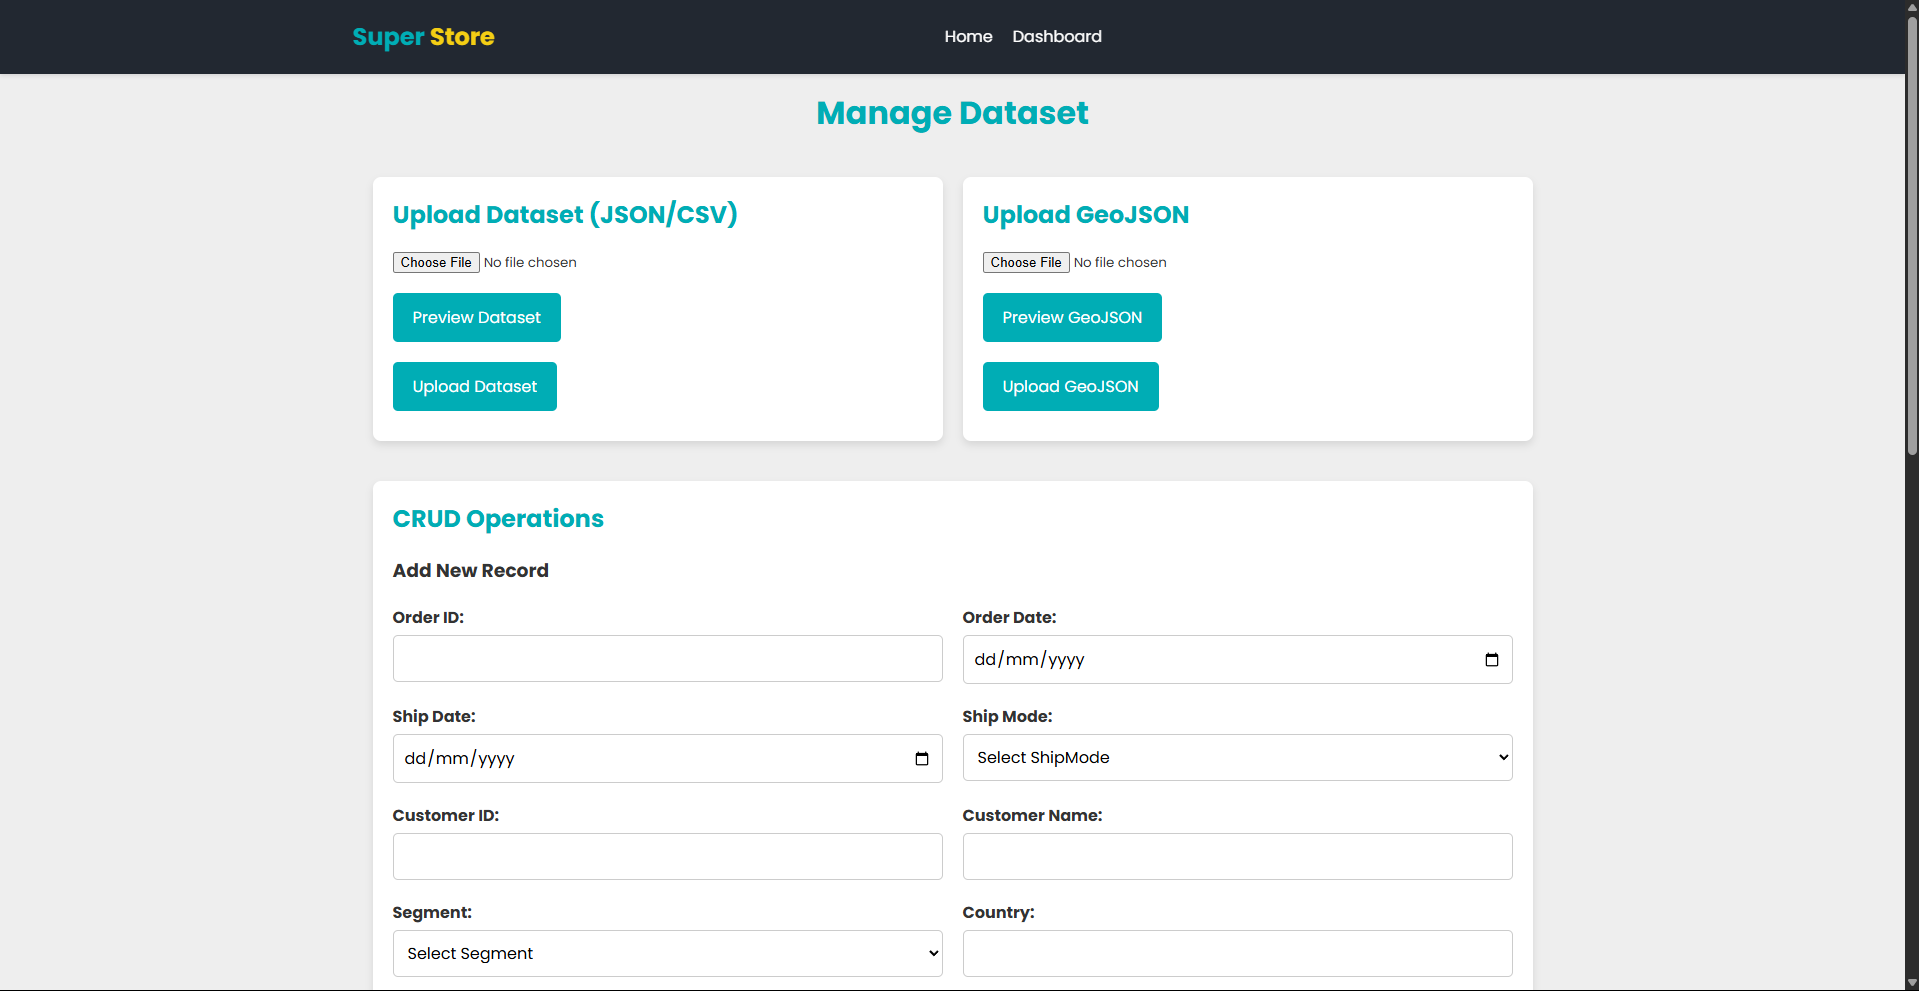 Super Store
Home Dashboard
Manage Dataset
Upload Dataset (JSON/CSV)
Choose File No file chosen
Preview Dataset
Upload Dataset
Upload GeoJSON
Choose File No file chosen
Preview GeoJSON
Upload GeoJSON
CRUD Operations
Add New Record
Order ID:
Order Date:
dd/mm/yyyy
Ship Date:
dd/mm/yyyy
Ship Mode:
Select ShipMode
Customer ID:
Customer Name:
Segment:
Select Segment
Country: